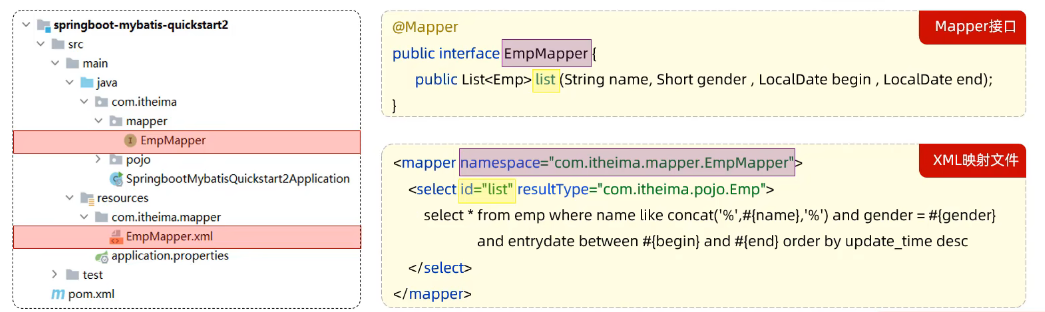 springboot-mybatis-quickstart2
src
main
java
com.itheima
mapper
EmpMapper
pojo
SpringbootMybatisQuickstart2Application
resources
com.itheima.mapper
EmpMapper.xml
application.properties
test
pom.xml
Mapper接口
@Mapper
public interface EmpMapper {
public List<Emp> list (String name, Short gender , LocalDate begin , LocalDate end);
}
XML映射文件
<mapper namespace="com.itheima.mapper.EmpMapper">
<select id="list" resultType="com.itheima.pojo.Emp">
select * from emp where name like concat('%',#{name},'%') and gender = #{gender}
and entrydate between #{begin} and #{end} order by update_time desc
</select>
</mapper>